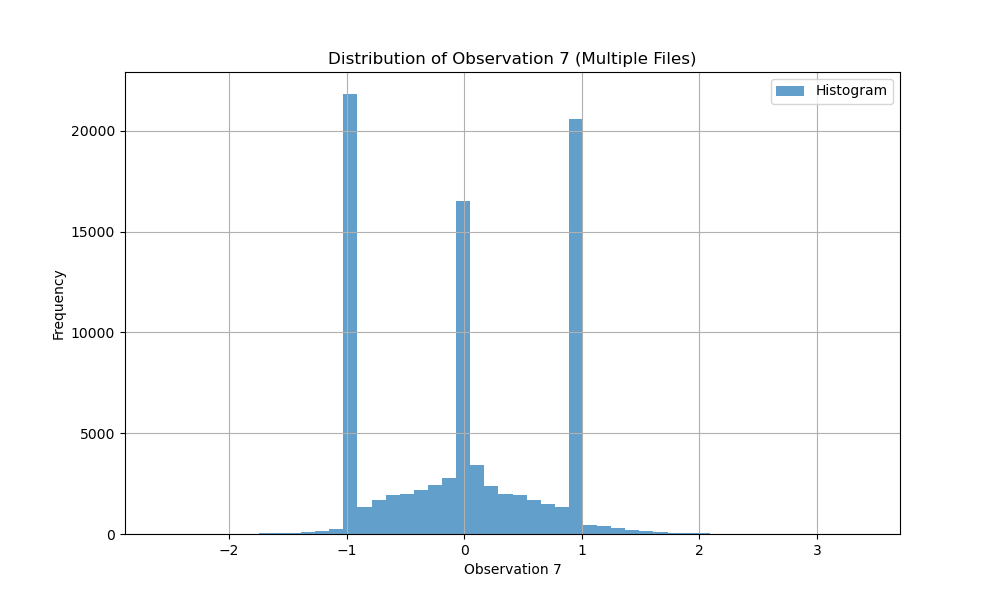 Distribution of Observation 7 (Multiple Files)
Histogram
20000
15000
10000
5000
0
Frequency
−2
−1
0
1
2
3
Observation 7